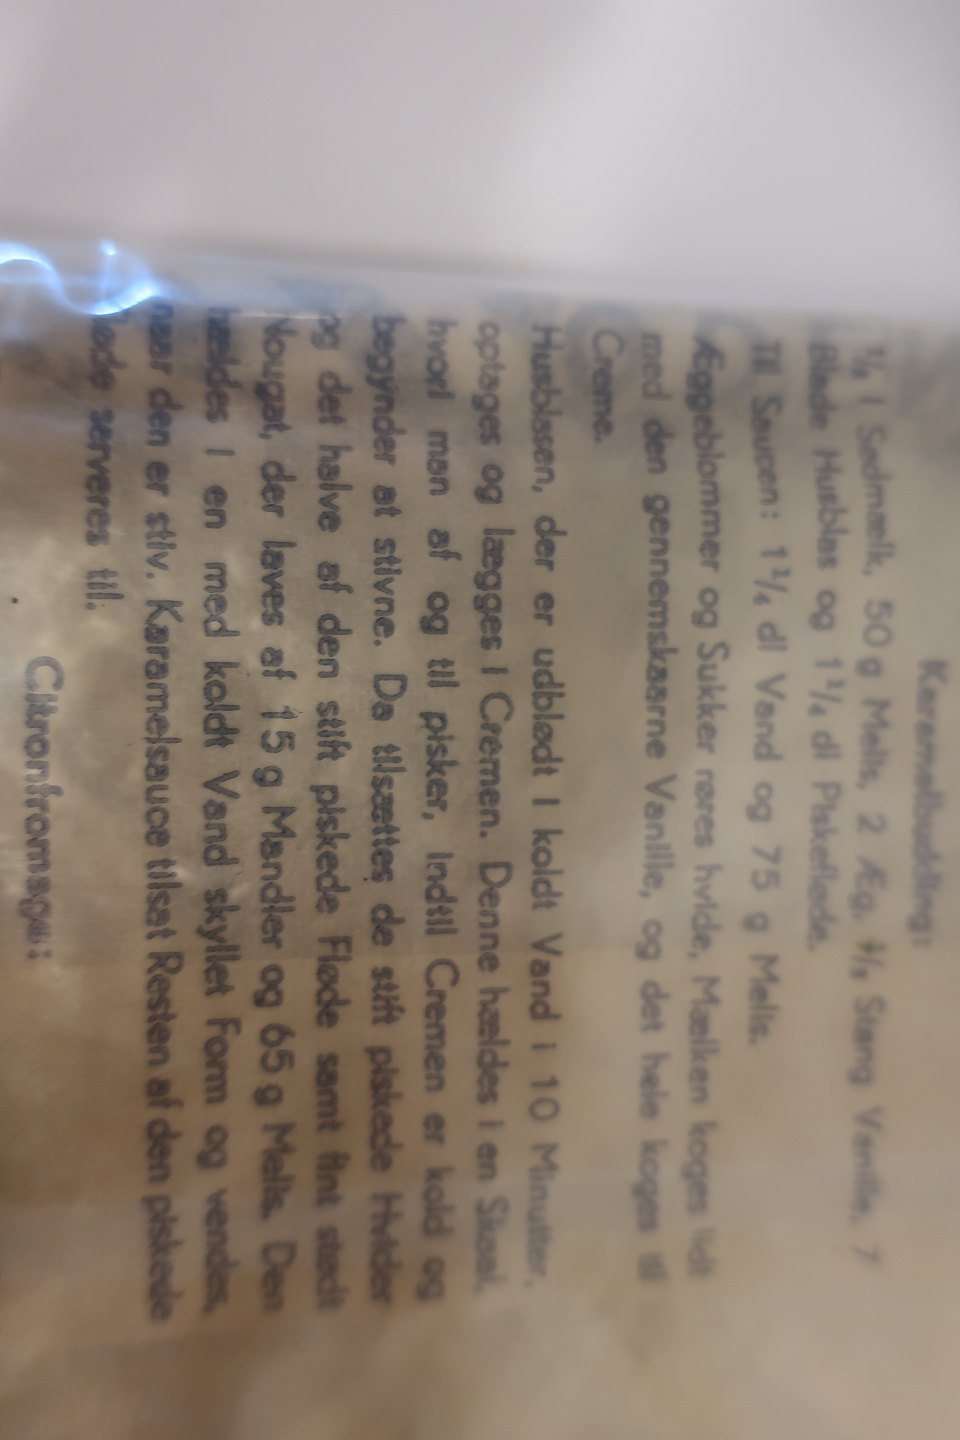 Karamelbudding:
l Sødmælk, 50 g Melis, 2 Æg, Stang Vanille, 7
Blade Husblas og 1¼ dl Piskefløde.
Til Saucen: 1¼ dl Vand og 75 g Melis.
Æggeblommer og Sukker røres hvide, Mælken koges lidt
med den gennemskaarne Vanille, og det hele koges til
Creme.
Husblasen, der er udblødt i koldt Vand i 10 Minutter,
optages og lægges i Cremen. Denne hældes i en Skaal,
hvori man af og til pisker, indtil Cremen er kold og
begynder at stivne. Da tilsættes de stift piskede Hvider
og det halve af den stift piskede Fløde samt fint stødt
Nougat, der laves af 15 g Mandler og 65 g Melis. Den
hældes i en med koldt Vand skyllet Form og vendes,
naar den er stiv. Karamelsauce tilsat Resten af den piskede
Fløde serveres til.
Citronfromage: